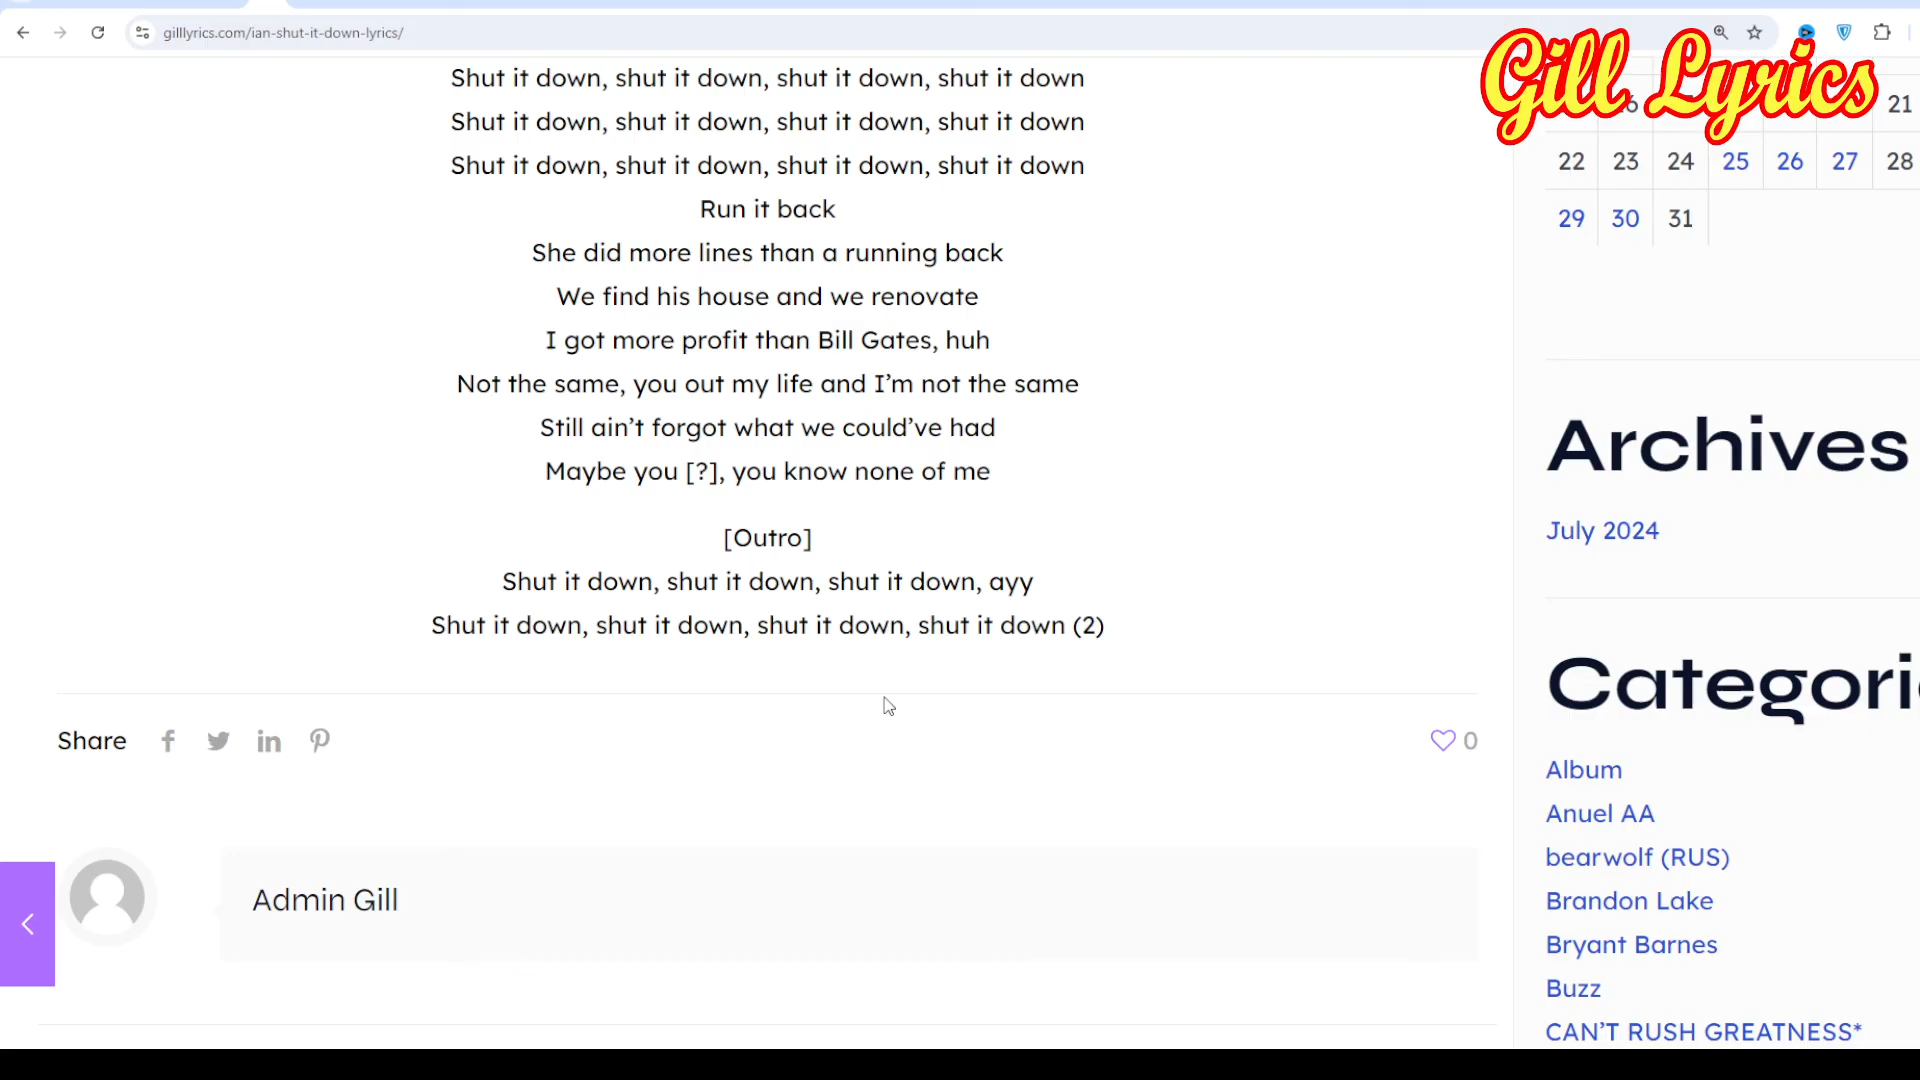 gilllyrics.com/ian-shut-it-down-lyrics/
Gill Lyrics
Shut it down, shut it down, shut it down, shut it down
Shut it down, shut it down, shut it down, shut it down
Shut it down, shut it down, shut it down, shut it down
Run it back
She did more lines than a running back
We find his house and we renovate
I got more profit than Bill Gates, huh
Not the same, you out my life and I’m not the same
Still ain’t forgot what we could’ve had
Maybe you [?], you know none of me
[Outro]
Shut it down, shut it down, shut it down, ayy
Shut it down, shut it down, shut it down, shut it down (2)
Share
0
Admin Gill
21
22 23 24 25 26 27 28
29 30 31
Archives
July 2024
Categori
Album
Anuel AA
bearwolf (RUS)
Brandon Lake
Bryant Barnes
Buzz
CAN’T RUSH GREATNESS*